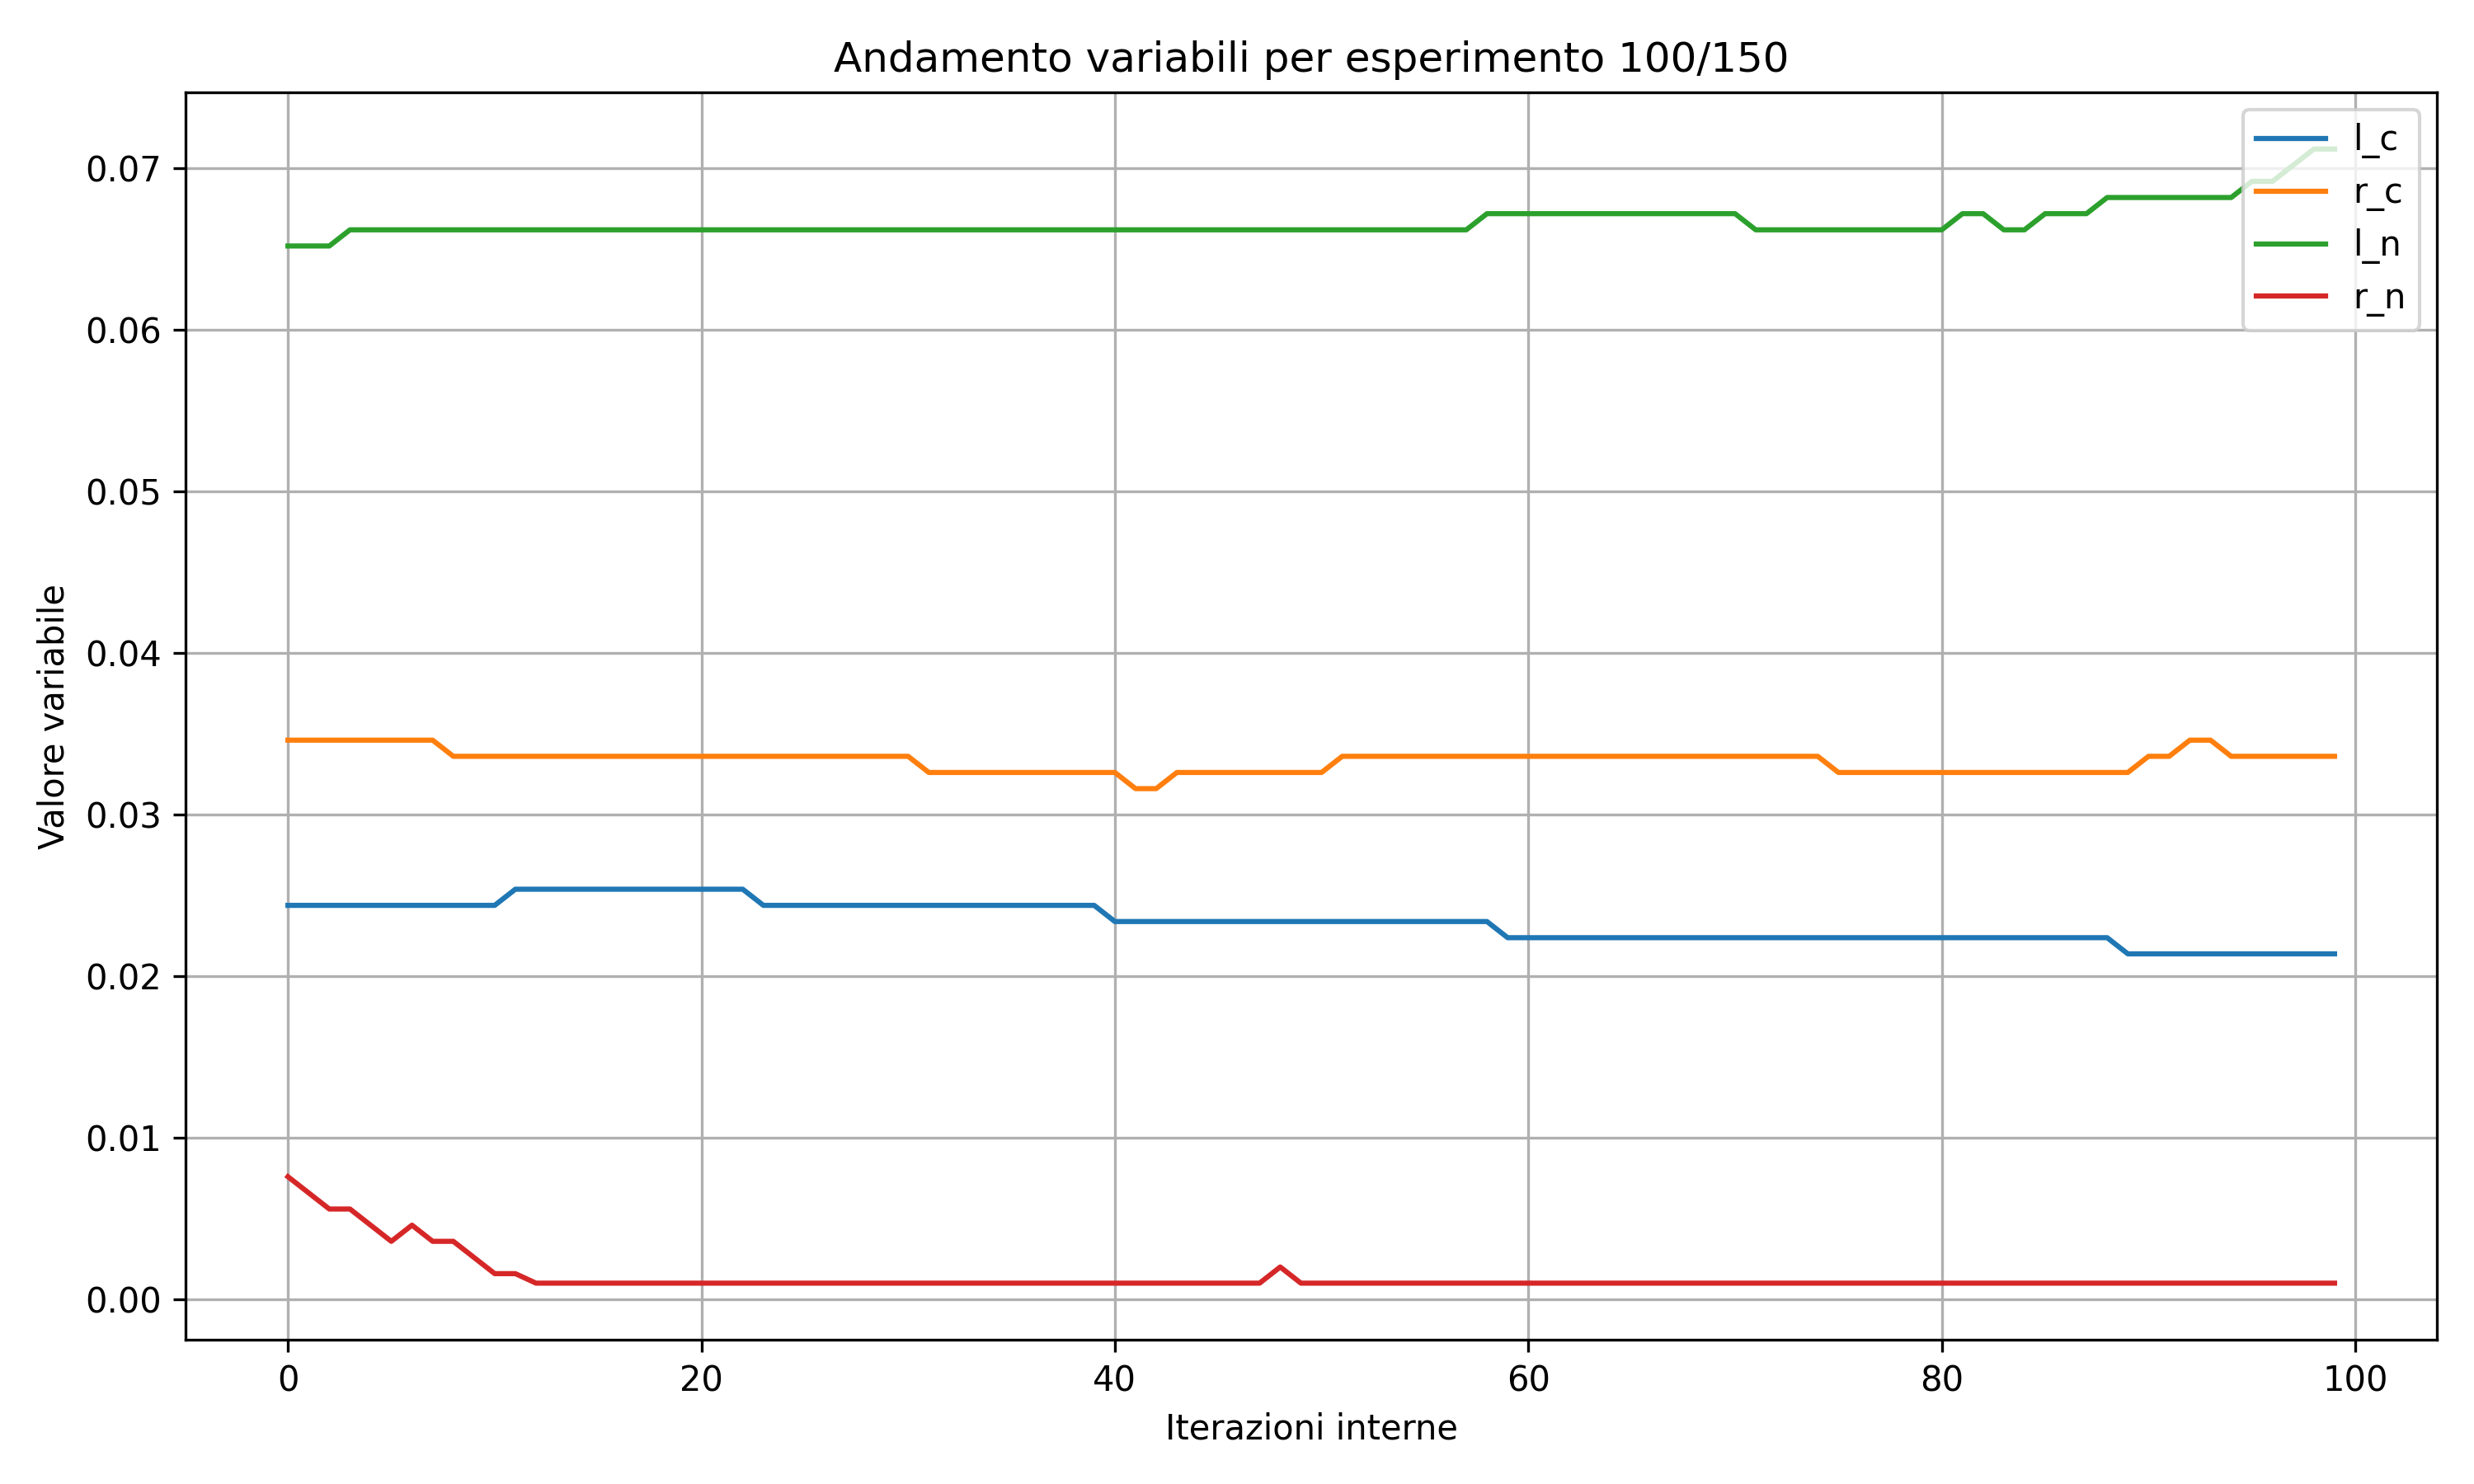 Andamento variabili per esperimento 100/150
l_c
r_c
l_n
r_n
0.07
0.06
0.05
0.04
0.03
0.02
0.01
0.00
Valore variabile
0 20 40 60 80 100
Iterazioni interne